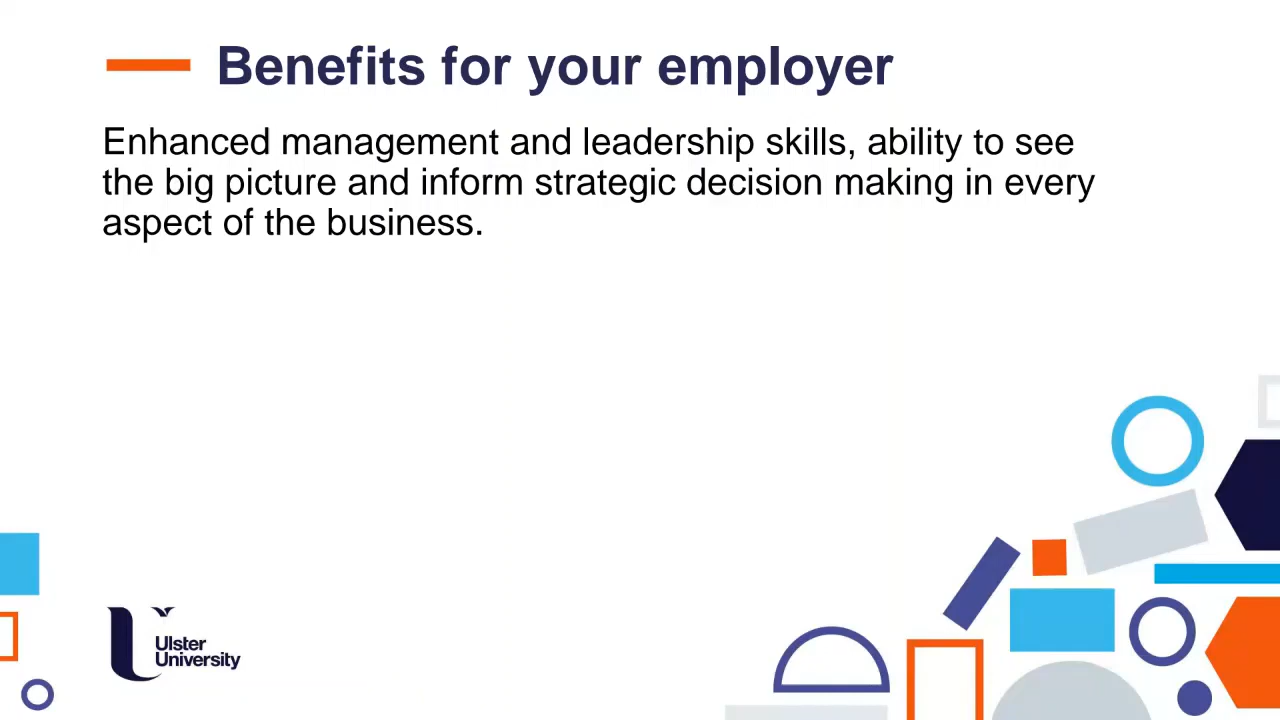 Benefits for your employer
Enhanced management and leadership skills, ability to see
the big picture and inform strategic decision making in every
aspect of the business.
Ulster
University